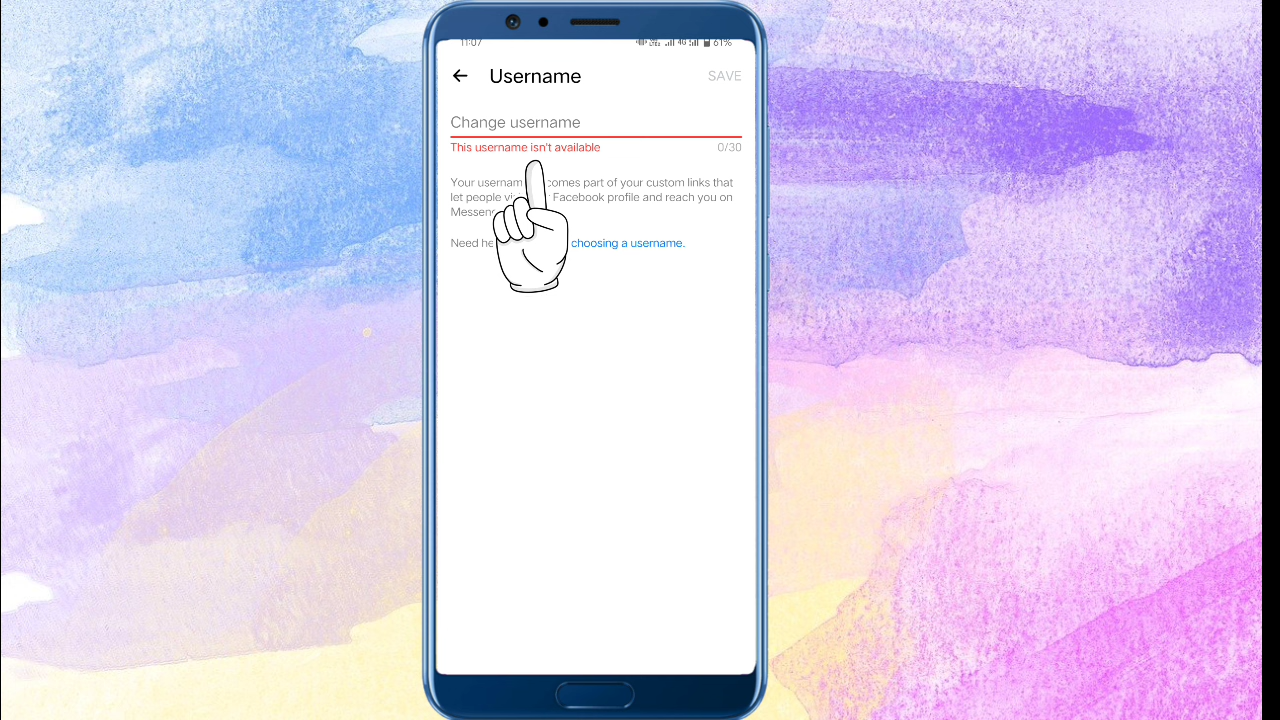 11:07 4G 61%
Username SAVE
Change username
This username isn't available 0/30
Your usernam comes part of your custom links that
let people vi Facebook profile and reach you on
Messen
Need he choosing a username.